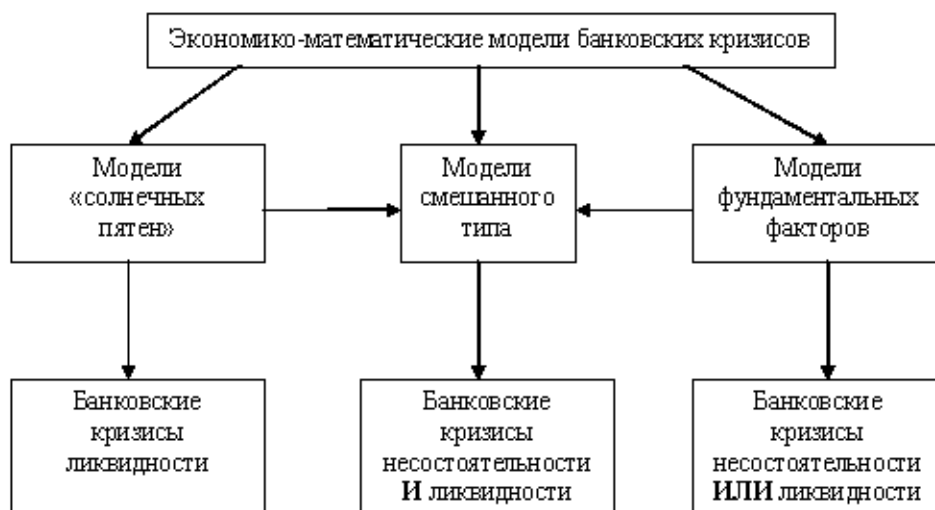 Экономико-математические модели банковских кризисов
Модели
«солнечных
пятен»
Модели
смешанного
типа
Модели
фундаментальных
факторов
Банковские
кризисы
ликвидности
Банковские
кризисы
несостоятельности
И ликвидности
Банковские
кризисы
несостоятельности
ИЛИ ликвидности